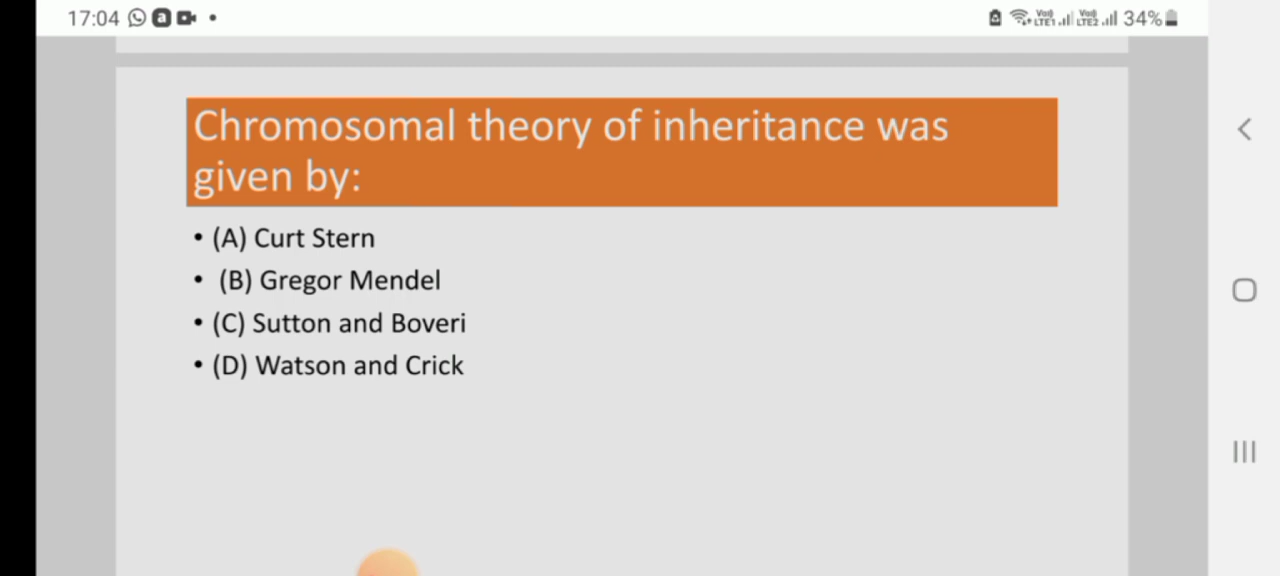 17:04 34%
Chromosomal theory of inheritance was
given by:
• (A) Curt Stern
• (B) Gregor Mendel
• (C) Sutton and Boveri
• (D) Watson and Crick